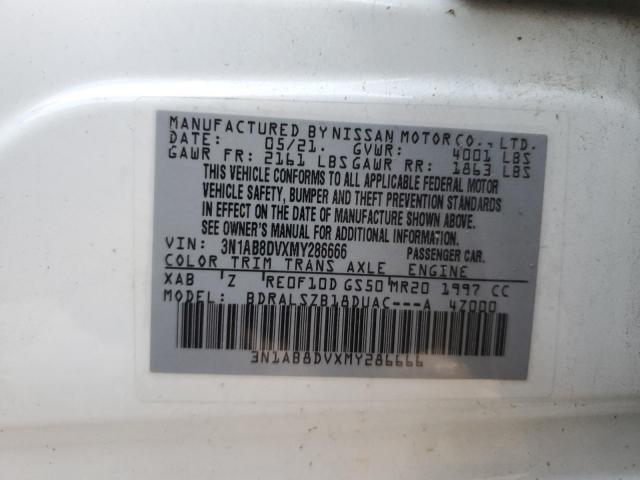 MANUFACTURED BY NISSAN MOTOR CO., LTD.
DATE: 05/21. GVWR: 4001 LBS
GAWR FR: 2161 LBS GAWR RR: 1863 LBS
THIS VEHICLE CONFORMS TO ALL APPLICABLE FEDERAL MOTOR
VEHICLE SAFETY, BUMPER AND THEFT PREVENTION STANDARDS
IN EFFECT ON THE DATE OF MANUFACTURE SHOWN ABOVE.
SEE OWNER'S MANUAL FOR ADDITIONAL INFORMATION.
VIN: 3N1AB8DVXMY286666 PASSENGER CAR.
COLOR TRIM TRANS AXLE ENGINE
XAB Z RE0F10D GS50 MR20 1997 CC
MODEL: BDRALSZB18DUAC---A 4Z000
3N1AB8DVXMY286666